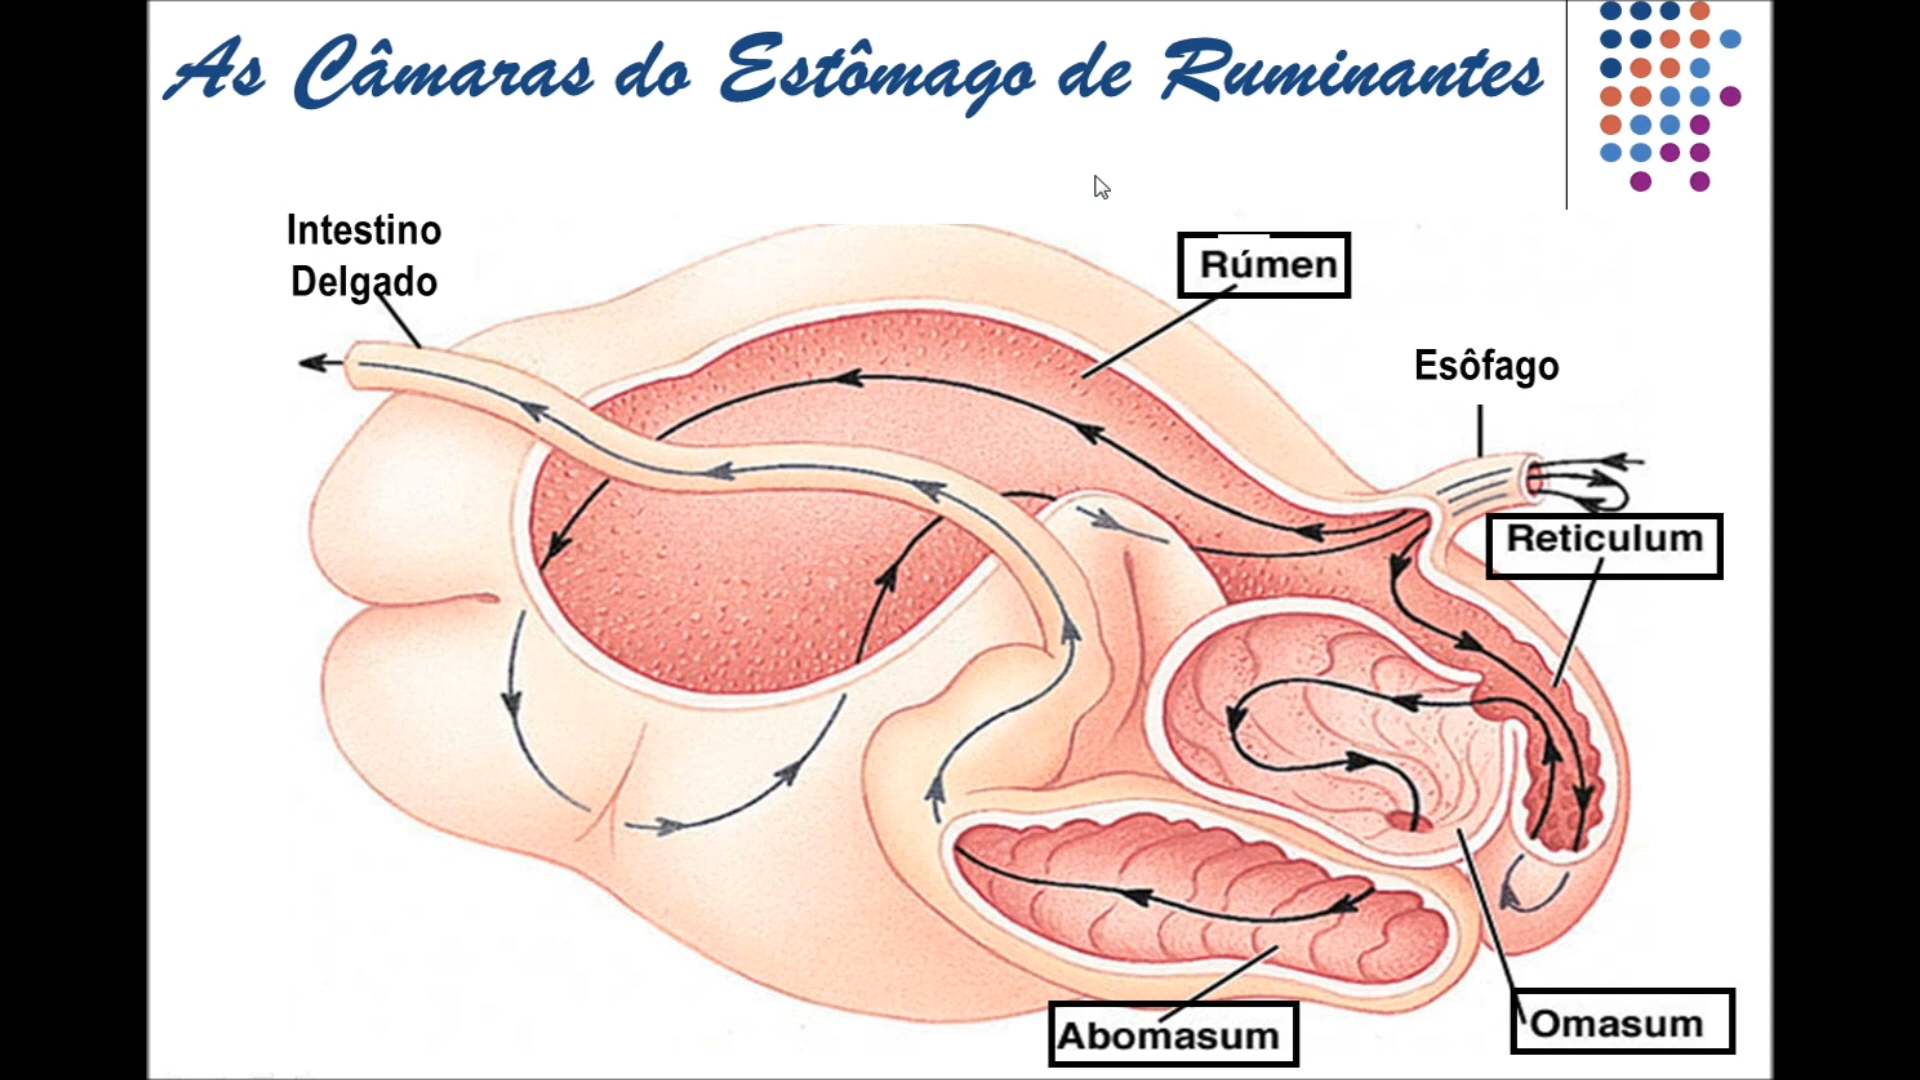 As Câmaras do Estômago de Ruminantes
Intestino
Delgado
Rúmen
Esôfago
Reticulum
Abomasum
Omasum